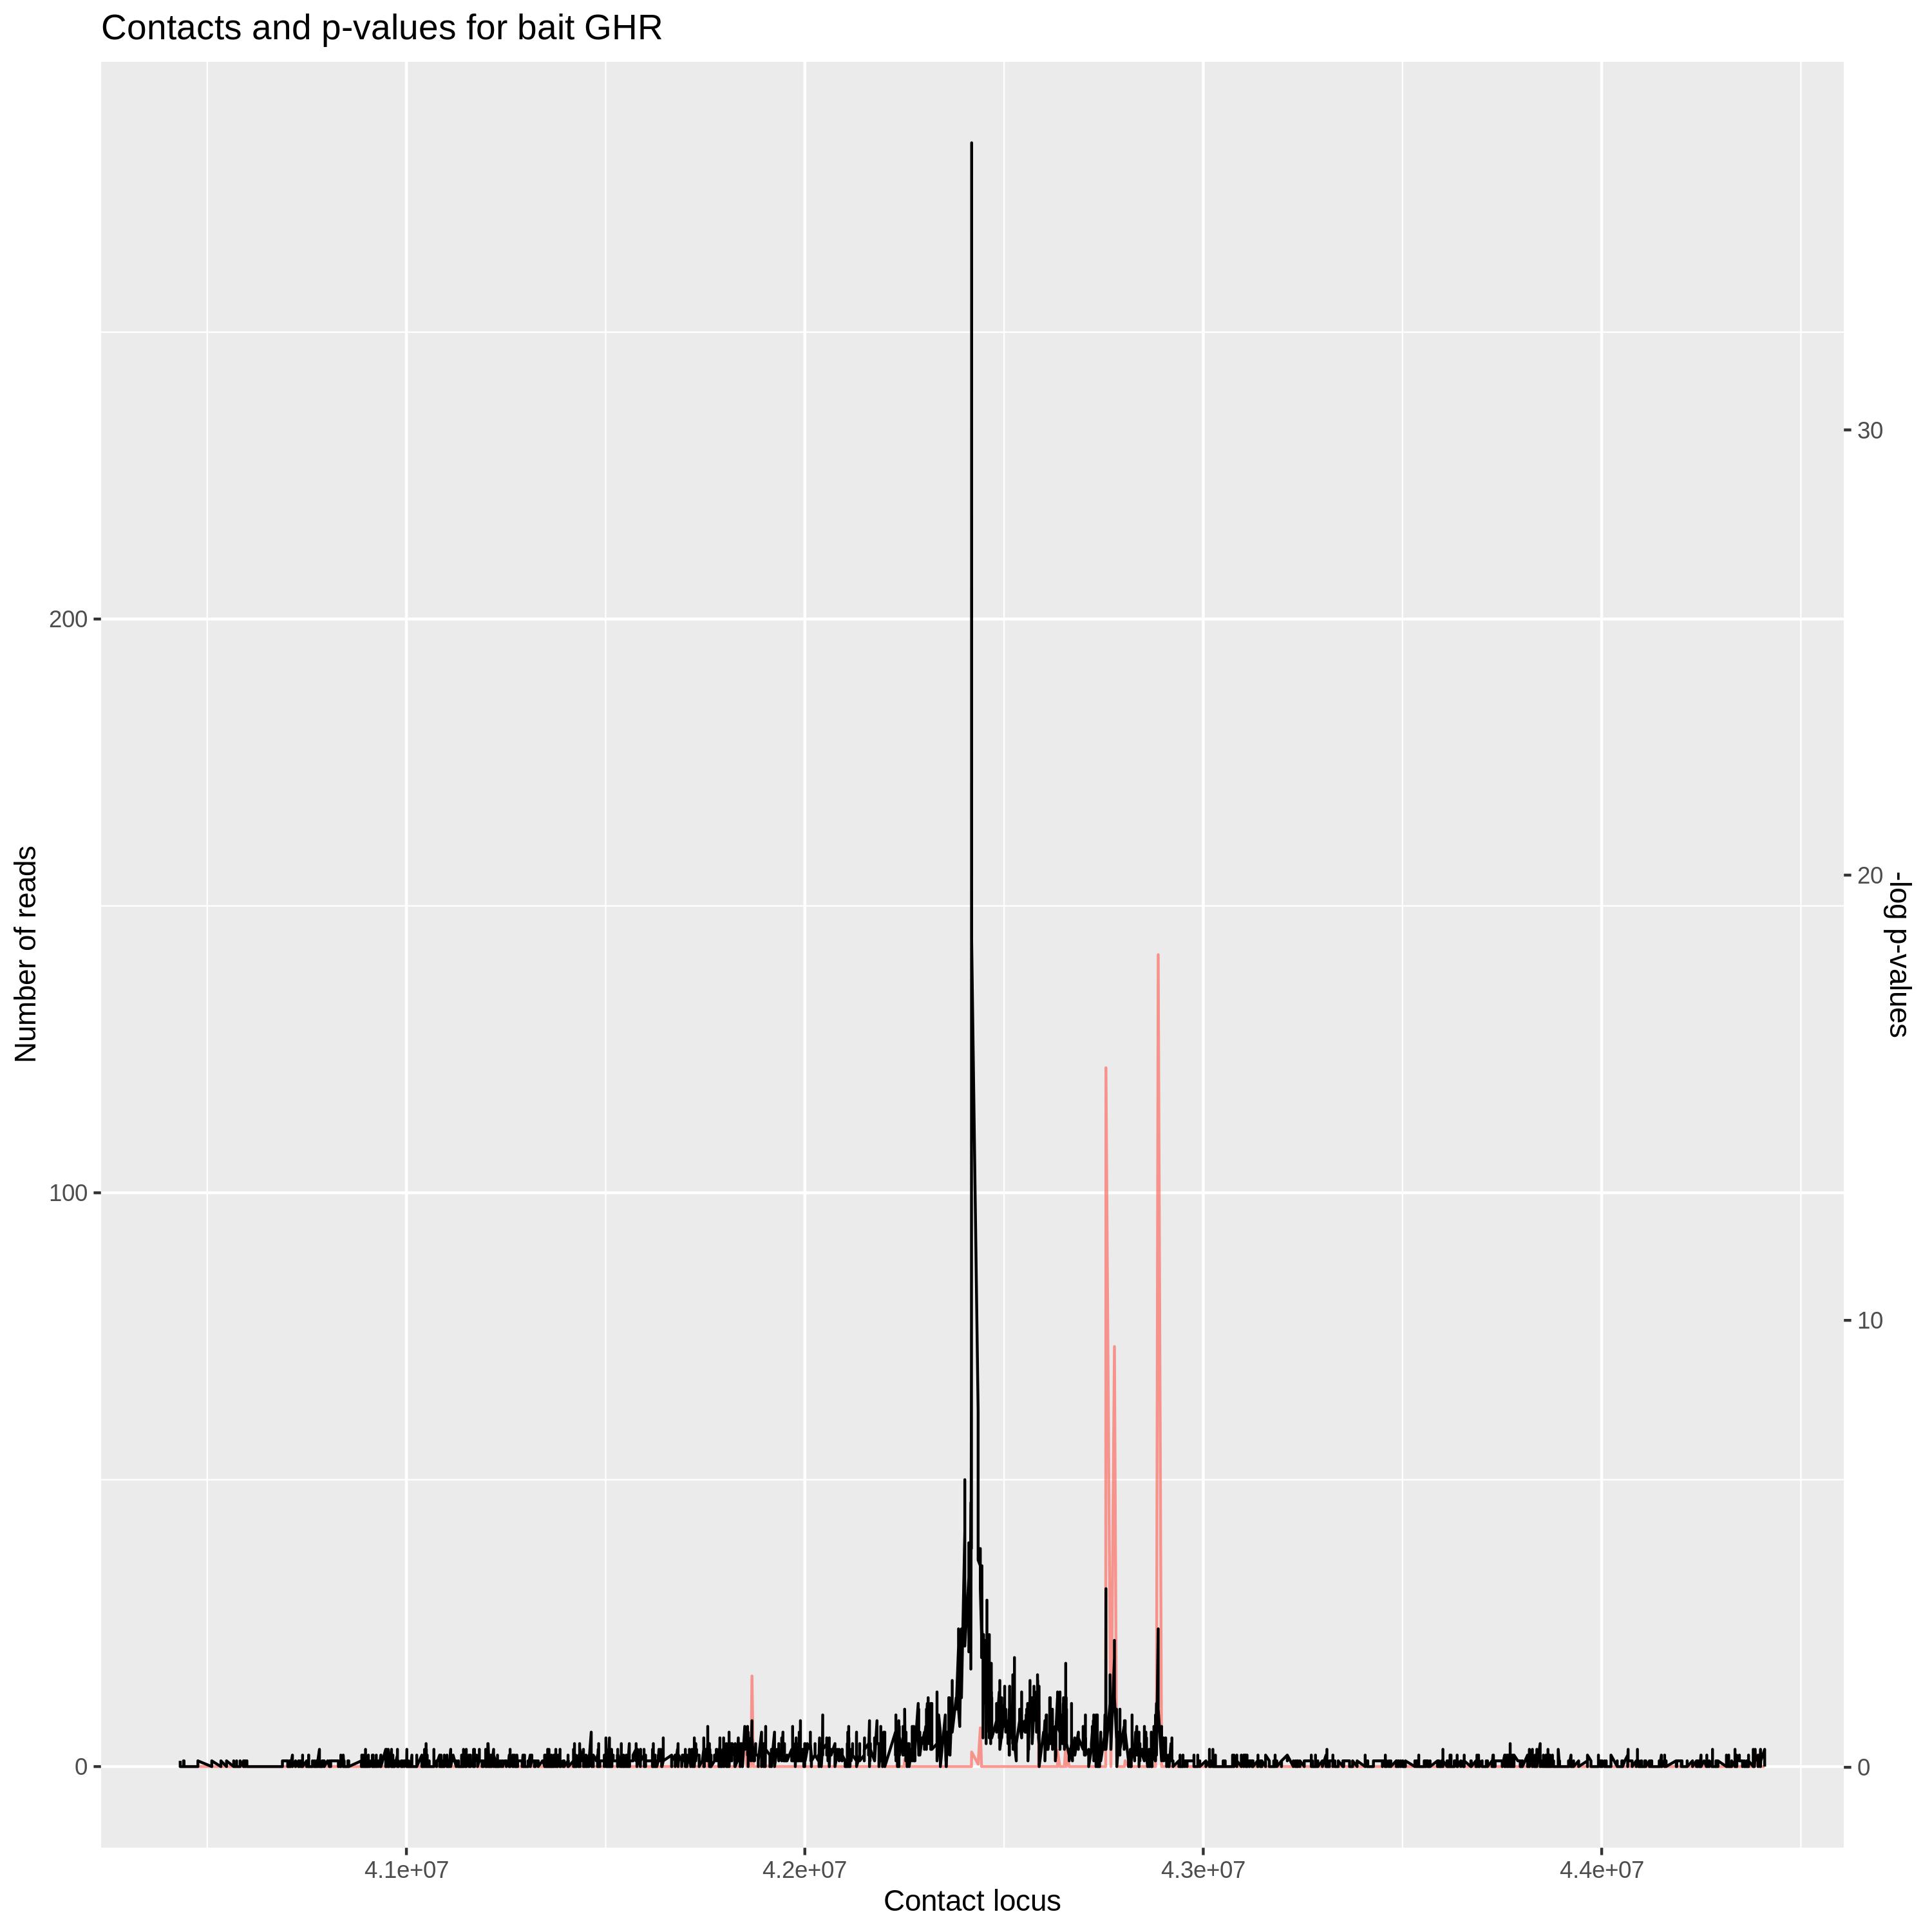 Contacts and p-values for bait GHR
Number of reads
200
100
0
30
20
10
0
-log p-values
4.1e+07
4.2e+07
4.3e+07
4.4e+07
Contact locus